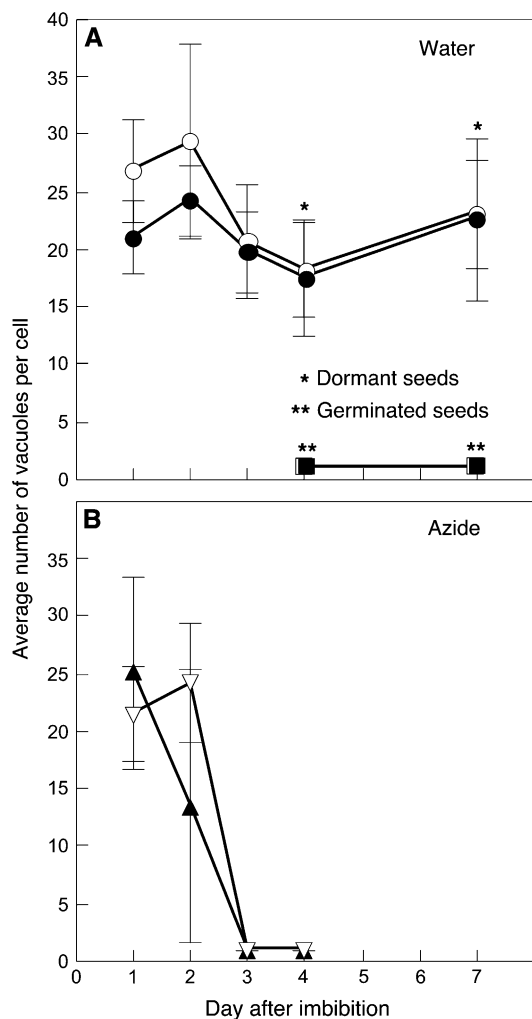 40
A
Water
35
30
*
25
*
20
15
10
* Dormant seeds
** Germinated seeds
5
** **
0
Average number of vacuoles per cell
B
Azide
35
30
25
20
15
10
5
0
0 1 2 3 4 5 6 7
Day after imbibition